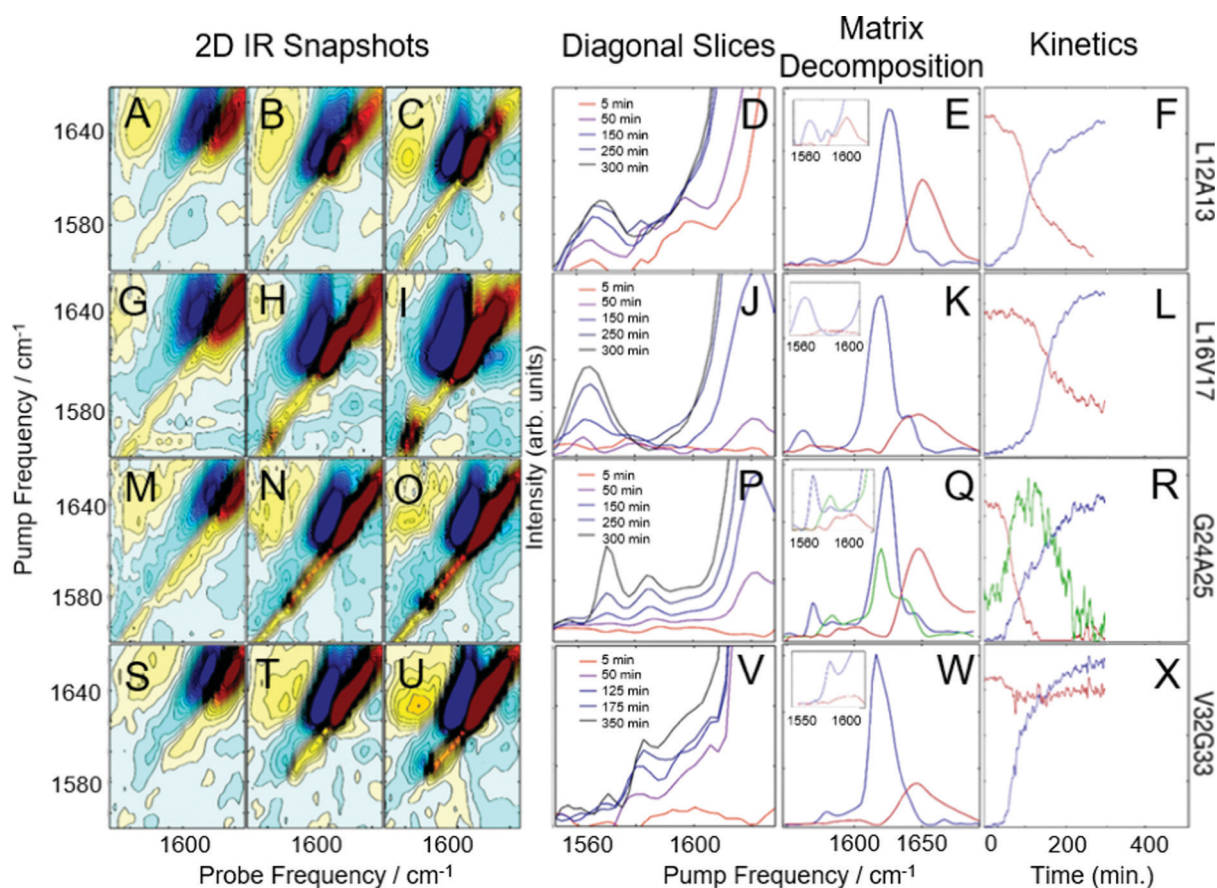 2D IR Snapshots
Diagonal Slices
Matrix
Decomposition
Kinetics
Pump Frequency / cm-1
Intensity (arb. units)
1640
1580
A
B
C
5 min
50 min
150 min
250 min
300 min
D
1560 1600
E
F
L12A13
1640
1580
G
H
I
5 min
50 min
150 min
250 min
300 min
J
1560 1600
K
L
L16V17
1640
1580
M
N
O
5 min
50 min
150 min
250 min
300 min
P
1560 1600
Q
R
G24A25
1640
1580
S
T
U
5 min
50 min
125 min
175 min
350 min
V
1550 1600
W
X
V32G33
1600 1600 1600 1560 1600 1600 1650 0 200 400
Probe Frequency / cm-1
Pump Frequency / cm-1
Time (min.)